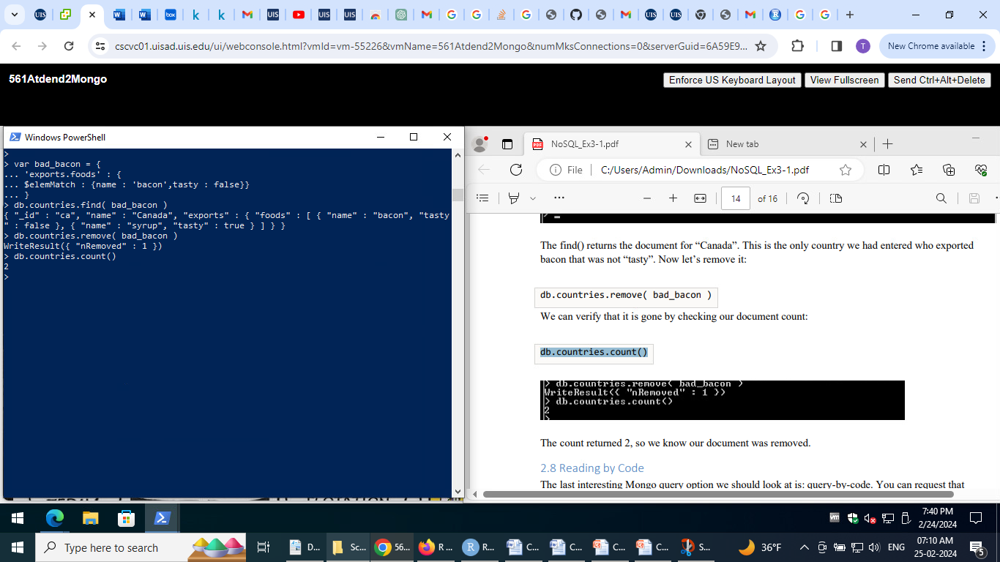 cscvc01.uisad.uis.edu/ui/webconsole.html?vmId=vm-55226&vmName=561Atdend2Mongo&numMksConnections=0&serverGuid=6A59E9...
T
New Chrome available
561Atdend2Mongo
Enforce US Keyboard Layout
View Fullscreen
Send Ctrl+Alt+Delete
Windows PowerShell
>
> var bad_bacon = {
... 'exports.foods' : {
... $elemMatch : {name : 'bacon',tasty : false}}
... }
> db.countries.find( bad_bacon )
{ "_id" : "ca", "name" : "Canada", "exports" : { "foods" : [ { "name" : "bacon", "tasty
" : false }, { "name" : "syrup", "tasty" : true } ] } }
> db.countries.remove( bad_bacon )
WriteResult({ "nRemoved" : 1 })
> db.countries.count()
2
>
NoSQL_Ex3-1.pdf
New tab
File
C:/Users/Admin/Downloads/NoSQL_Ex3-1.pdf
14 of 16
The find() returns the document for “Canada”. This is the only country we had entered who exported
bacon that was not “tasty”. Now let’s remove it:
db.countries.remove( bad_bacon )
We can verify that it is gone by checking our document count:
db.countries.count()
> db.countries.remove( bad_bacon )
WriteResult({ "nRemoved" : 1 })
> db.countries.count()
2
>
The count returned 2, so we know our document was removed.
2.8 Reading by Code
The last interesting Mongo query option we should look at is: query-by-code. You can request that
7:40 PM
2/24/2024
Type here to search
D...
Sc...
56...
R ...
R...
C...
C...
C...
C...
S...
36°F
ENG
07:10 AM
25-02-2024
5